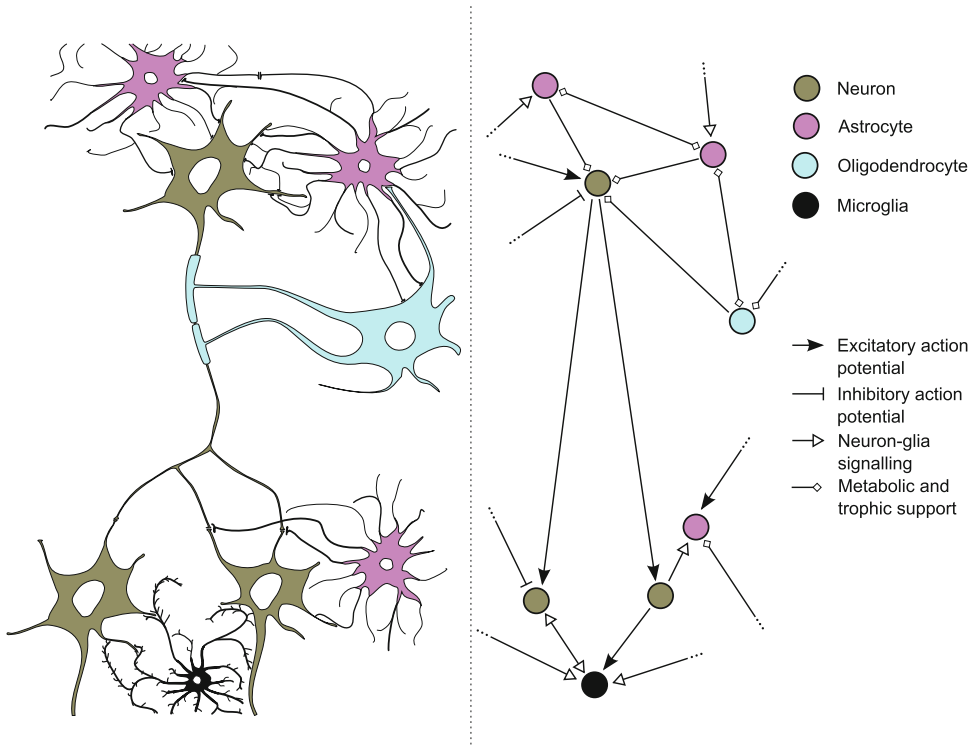 Neuron
Astrocyte
Oligodendrocyte
Microglia
Excitatory action
potential
Inhibitory action
potential
Neuron-glia
signalling
Metabolic and
trophic support